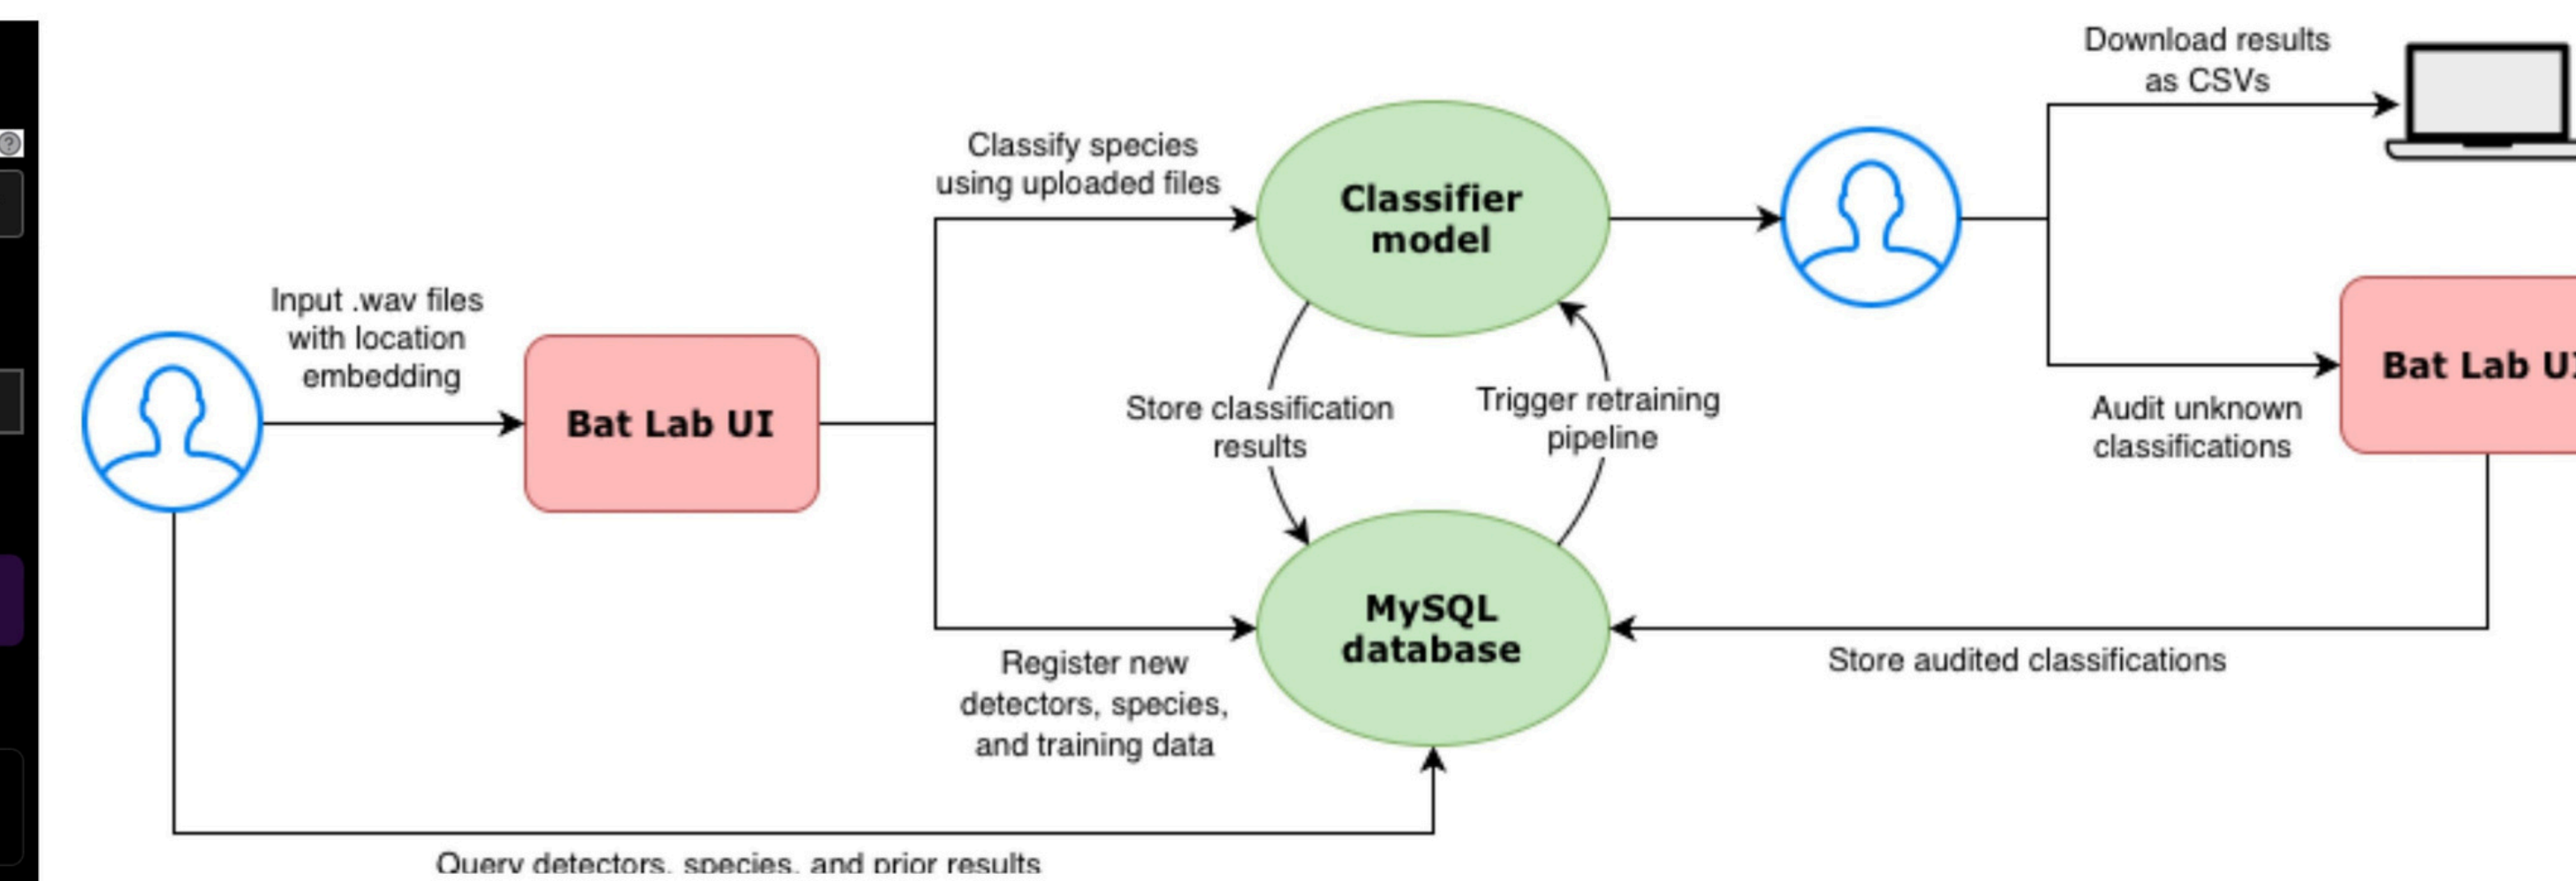 Download results
as CSVs
Classify species
using uploaded files
Classifier
model
Input .wav files
with location
embedding
Bat Lab UI
Store classification
results
Trigger retraining
pipeline
Bat Lab
Audit unknown
classifications
MySQL
database
Register new
detectors, species,
and training data
Store audited classifications
Query detectors, species, and prior results
?